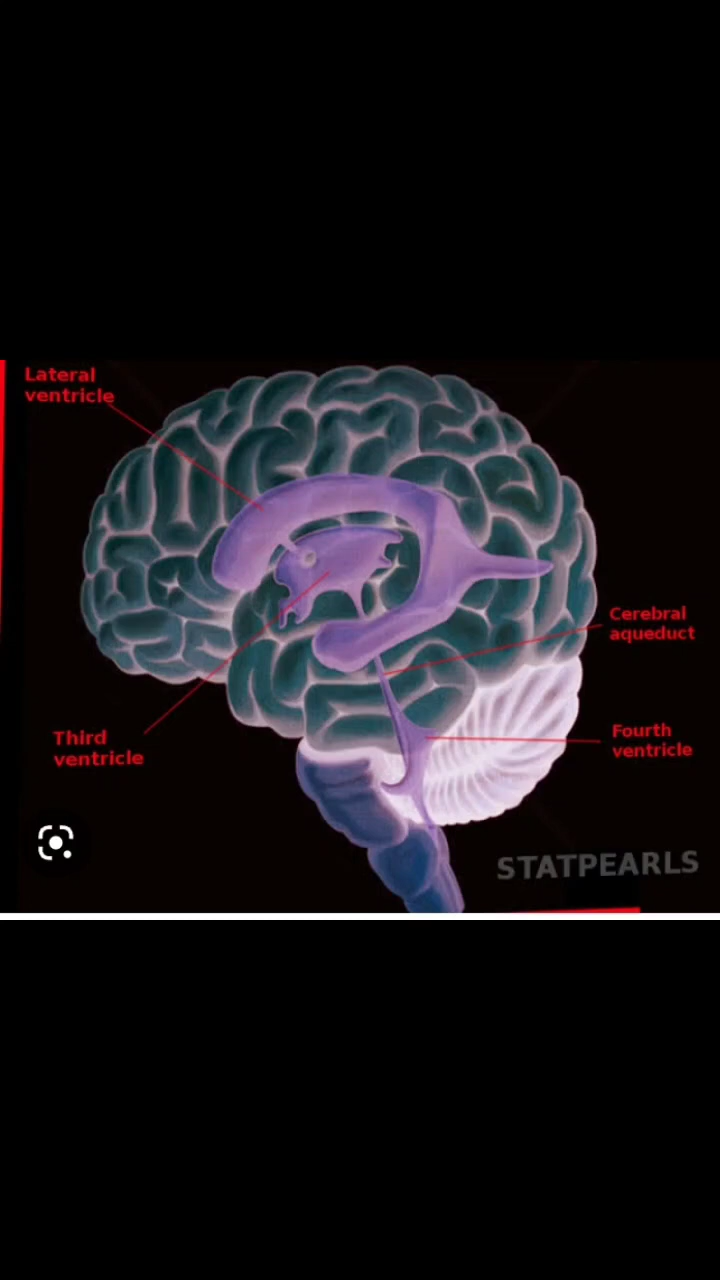 Lateral
ventricle
Cerebral
aqueduct
Third
ventricle
Fourth
ventricle
STATPEARLS